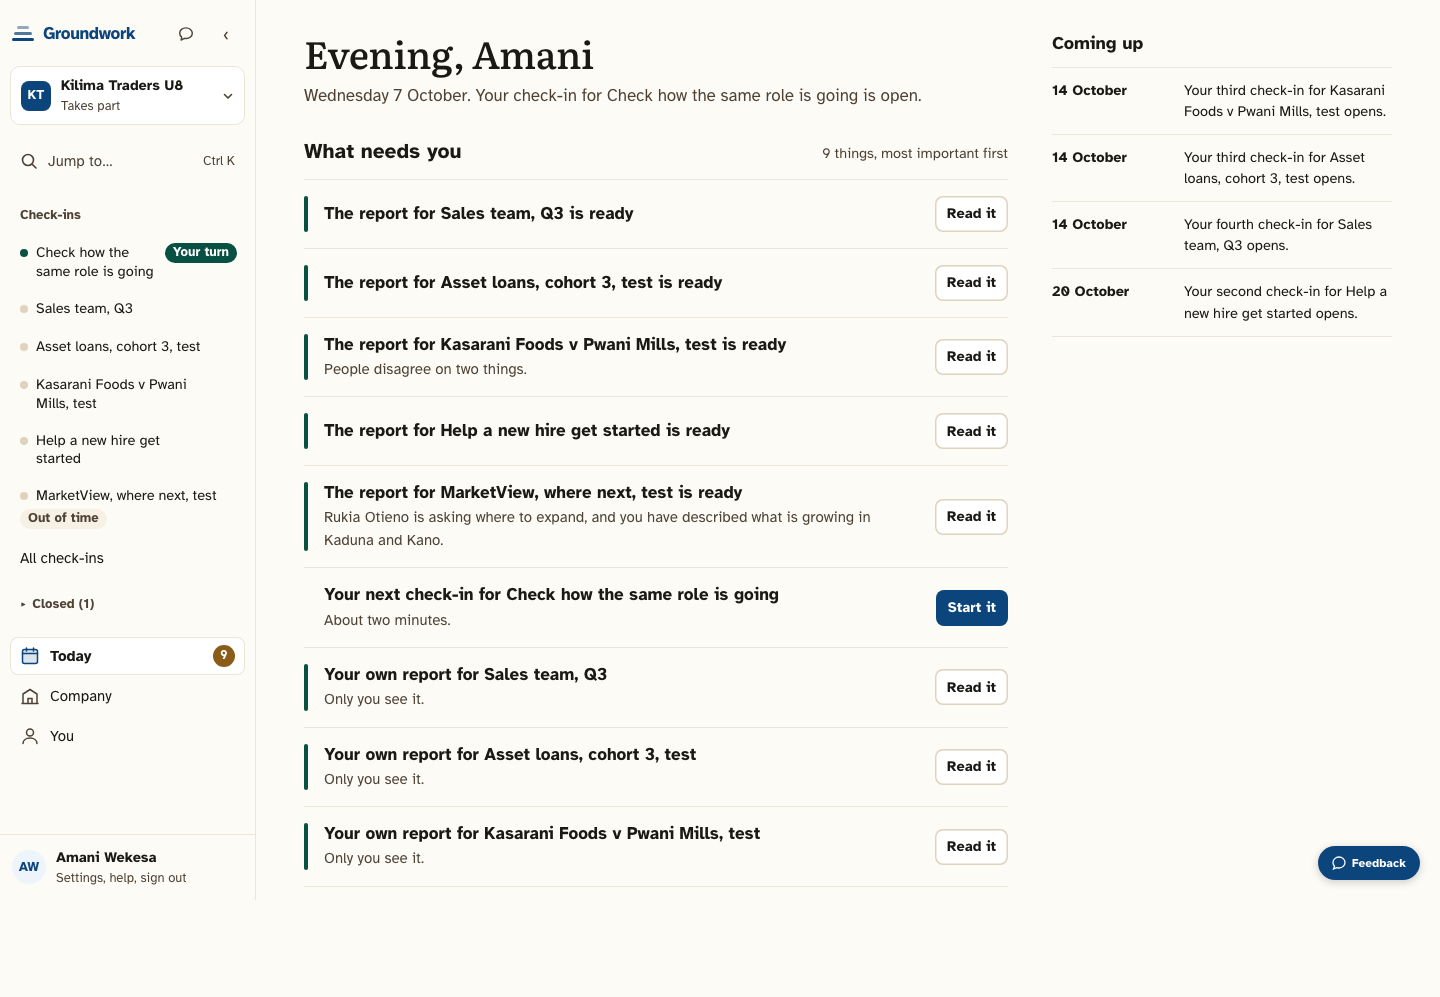 Groundwork
KT
Kilima Traders U8
Takes part
Jump to...
Ctrl K
Check-ins
Check how the
same role is going
Your turn
Sales team, Q3
Asset loans, cohort 3, test
Kasarani Foods v Pwani
Mills, test
Help a new hire get
started
MarketView, where next, test
Out of time
All check-ins
Closed (1)
Today
9
Company
You
AW
Amani Wekesa
Settings, help, sign out
Evening, Amani
Wednesday 7 October. Your check-in for Check how the same role is going is open.
What needs you
9 things, most important first
The report for Sales team, Q3 is ready
Read it
The report for Asset loans, cohort 3, test is ready
Read it
The report for Kasarani Foods v Pwani Mills, test is ready
People disagree on two things.
Read it
The report for Help a new hire get started is ready
Read it
The report for MarketView, where next, test is ready
Rukia Otieno is asking where to expand, and you have described what is growing in
Kaduna and Kano.
Read it
Your next check-in for Check how the same role is going
About two minutes.
Start it
Your own report for Sales team, Q3
Only you see it.
Read it
Your own report for Asset loans, cohort 3, test
Only you see it.
Read it
Your own report for Kasarani Foods v Pwani Mills, test
Only you see it.
Read it
Coming up
14 October
Your third check-in for Kasarani
Foods v Pwani Mills, test opens.
14 October
Your third check-in for Asset
loans, cohort 3, test opens.
14 October
Your fourth check-in for Sales
team, Q3 opens.
20 October
Your second check-in for Help a
new hire get started opens.
Feedback